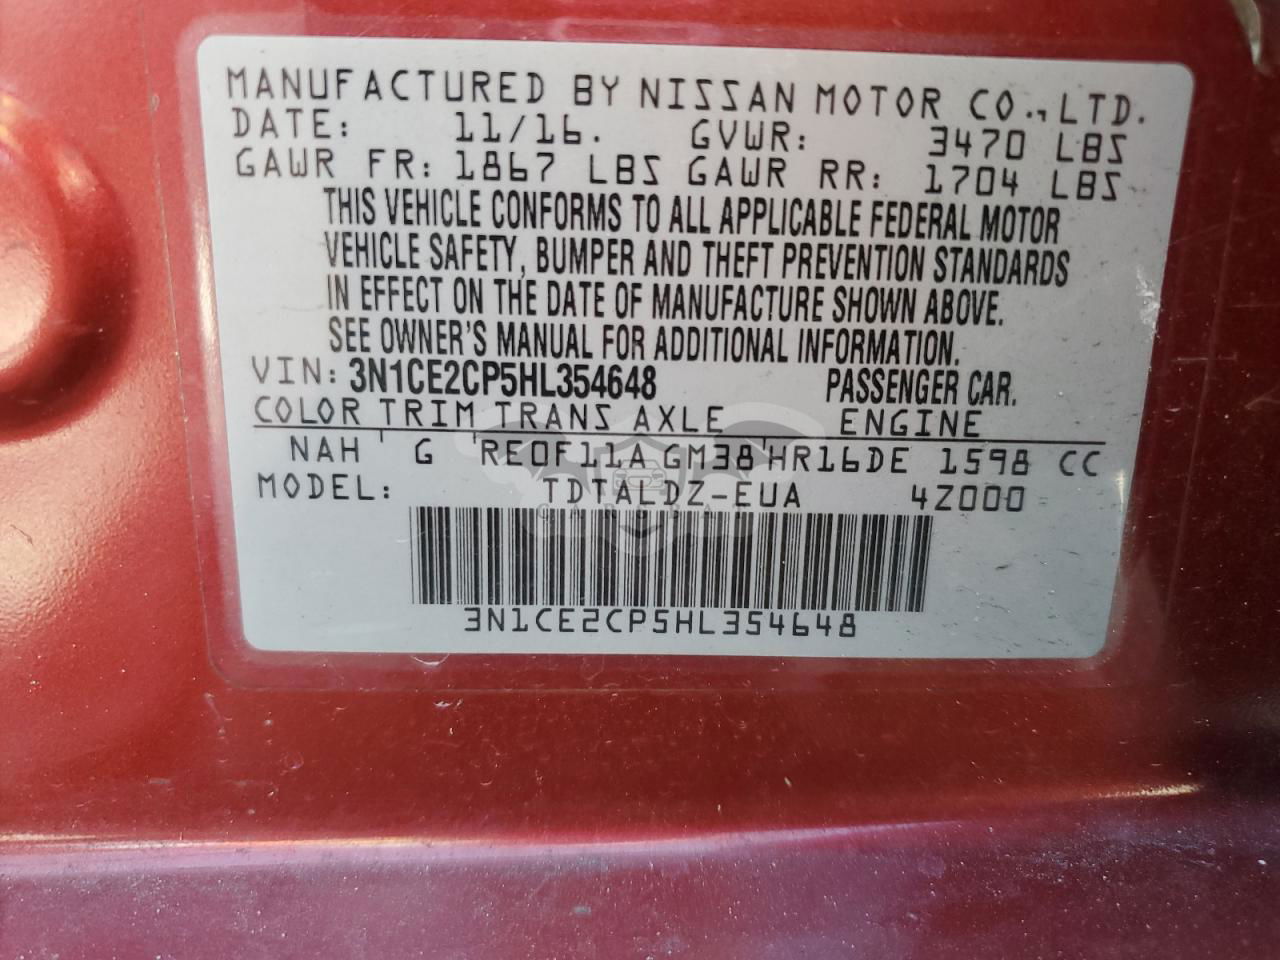 MANUFACTURED BY NISSAN MOTOR CO.,LTD.
DATE: 11/16. GVWR: 3470 LBS
GAWR FR: 1867 LBS GAWR RR: 1704 LBS
THIS VEHICLE CONFORMS TO ALL APPLICABLE FEDERAL MOTOR
VEHICLE SAFETY, BUMPER AND THEFT PREVENTION STANDARDS
IN EFFECT ON THE DATE OF MANUFACTURE SHOWN ABOVE.
SEE OWNER'S MANUAL FOR ADDITIONAL INFORMATION.
VIN: 3N1CE2CP5HL354648 PASSENGER CAR.
COLOR TRIM TRANS AXLE ENGINE
NAH G RE0F11A GM38 HR16DE 1598 CC
MODEL: TDTALDZ-EUA 4Z000
3N1CE2CP5HL354648